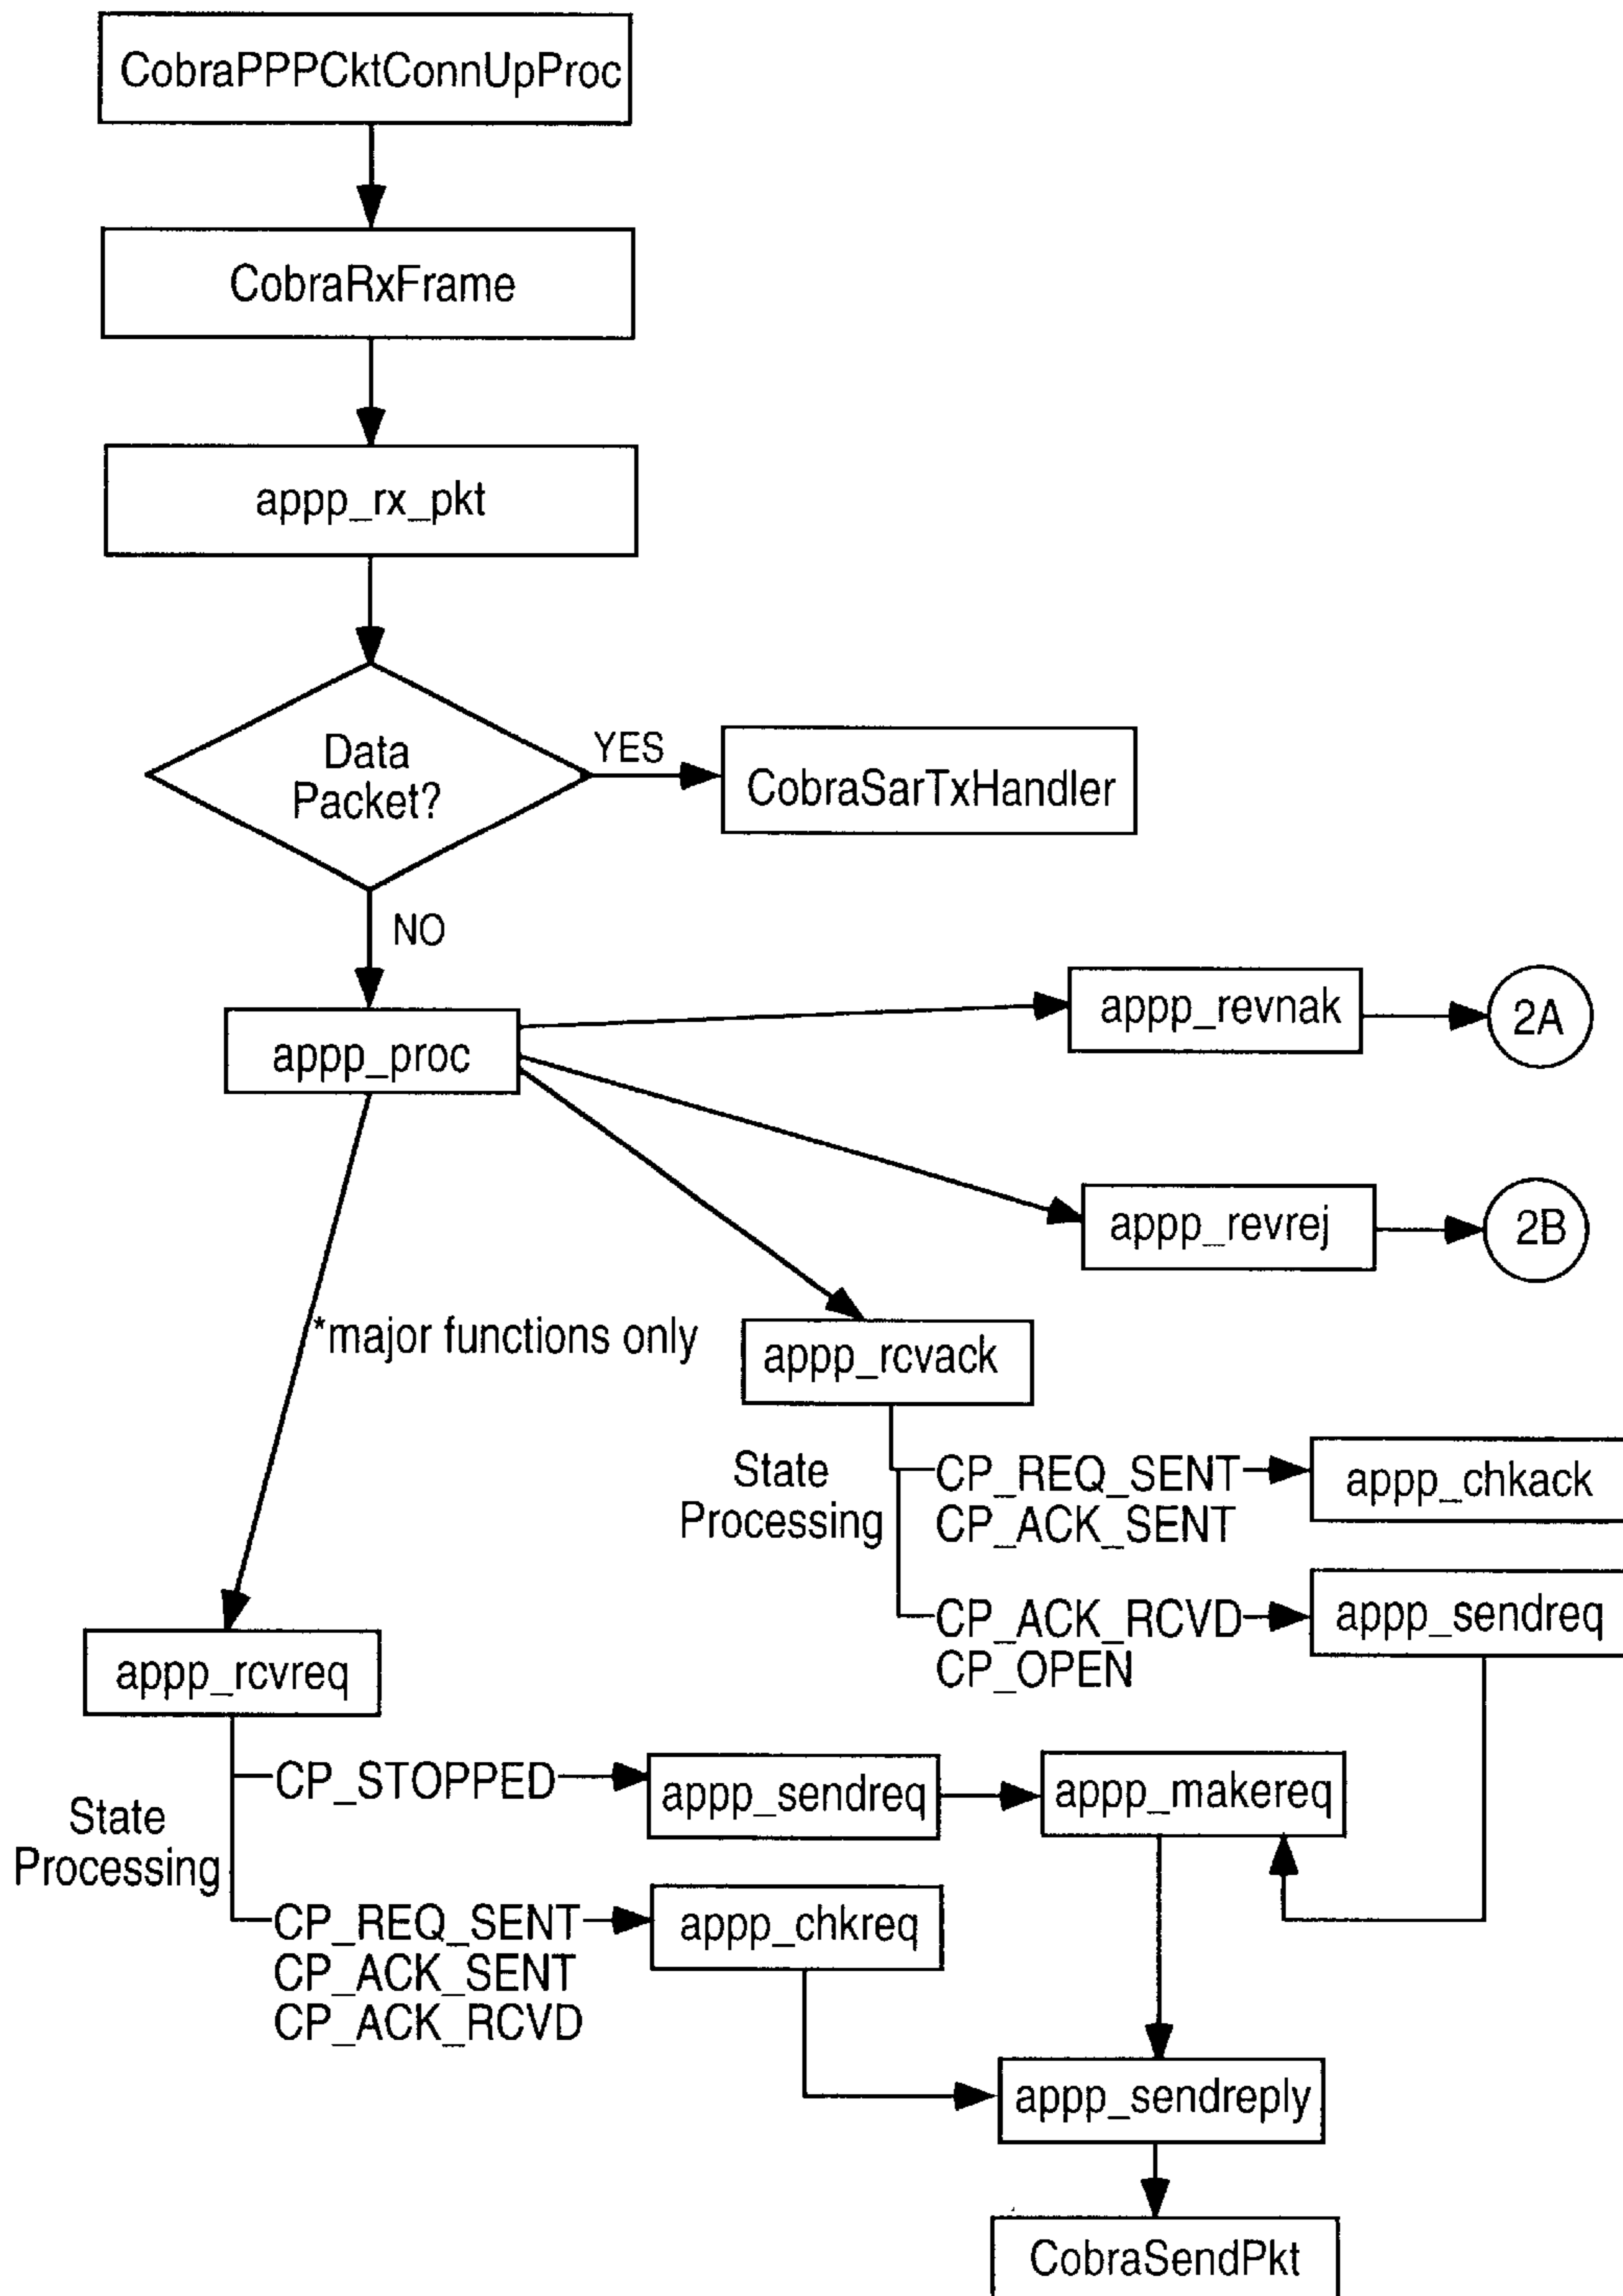 CobraPPPCktConnUpProc
CobraRxFrame
appp_rx_pkt
Data
Packet?
YES
CobraSarTxHandler
NO
appp_proc
appp_revnak
2A
appp_revrej
2B
*major functions only
appp_rcvack
State
Processing
CP_REQ_SENT
CP_ACK_SENT
appp_chkack
CP_ACK_RCVD
CP_OPEN
appp_sendreq
appp_rcvreq
State
Processing
CP_STOPPED
appp_sendreq
appp_makereq
CP_REQ_SENT
CP_ACK_SENT
CP_ACK_RCVD
appp_chkreq
appp_sendreply
CobraSendPkt